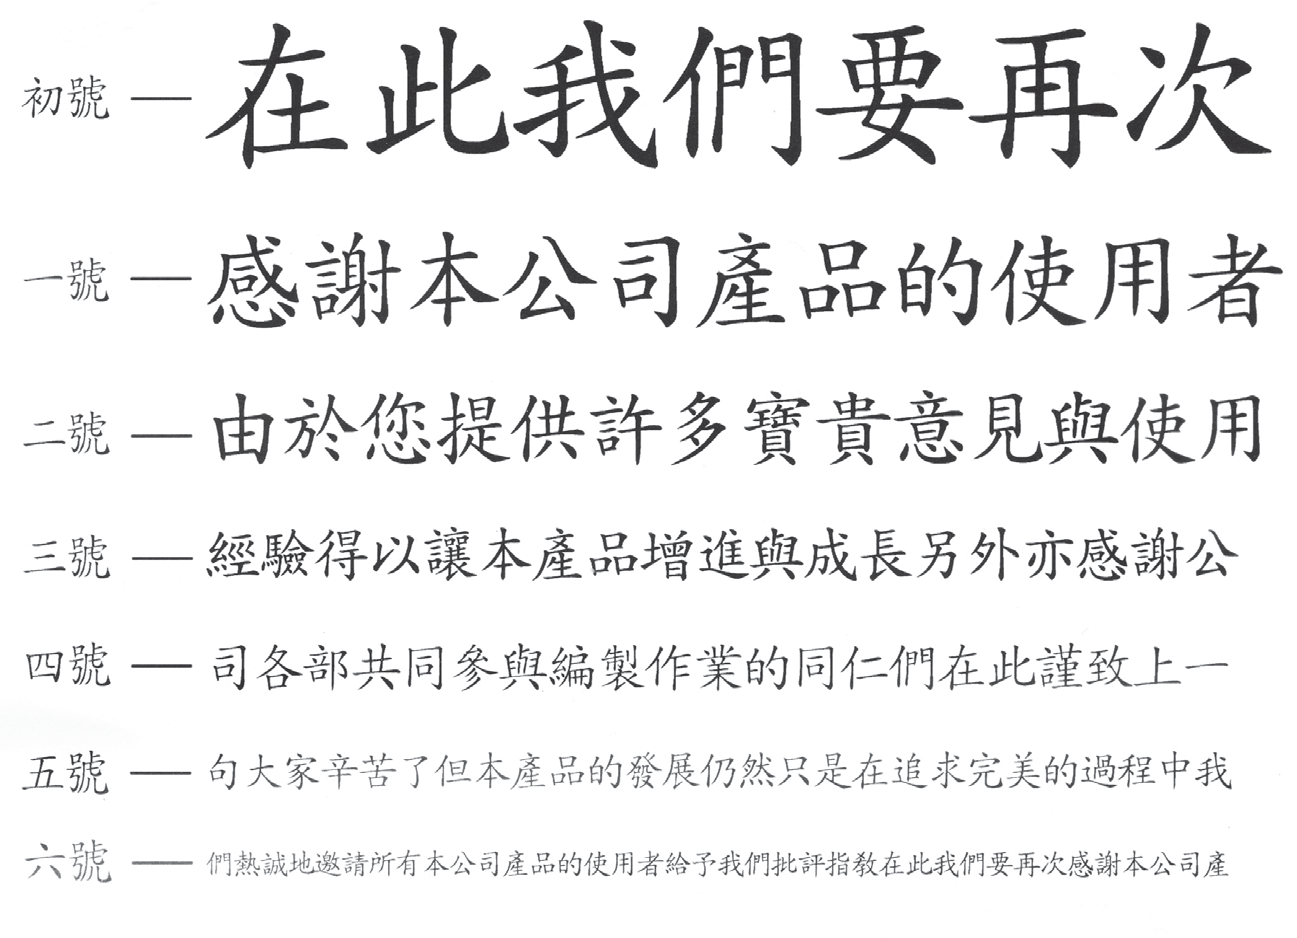 初號 — 在此我們要再次
一號 — 感謝本公司產品的使用者
二號 — 由於您提供許多寶貴意見與使用
三號 — 經驗得以讓本產品增進與成長另外亦感謝公
四號 — 司各部共同參與編製作業的同仁們在此謹致上一
五號 — 句大家辛苦了但本產品的發展仍然只是在追求完美的過程中我
六號 — 們熱誠地邀請所有本公司產品的使用者給予我們批評指教在此我們要再次感謝本公司產